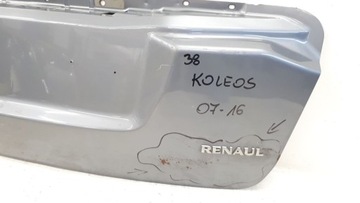 38
KOLEOS
07-16
RENAUL